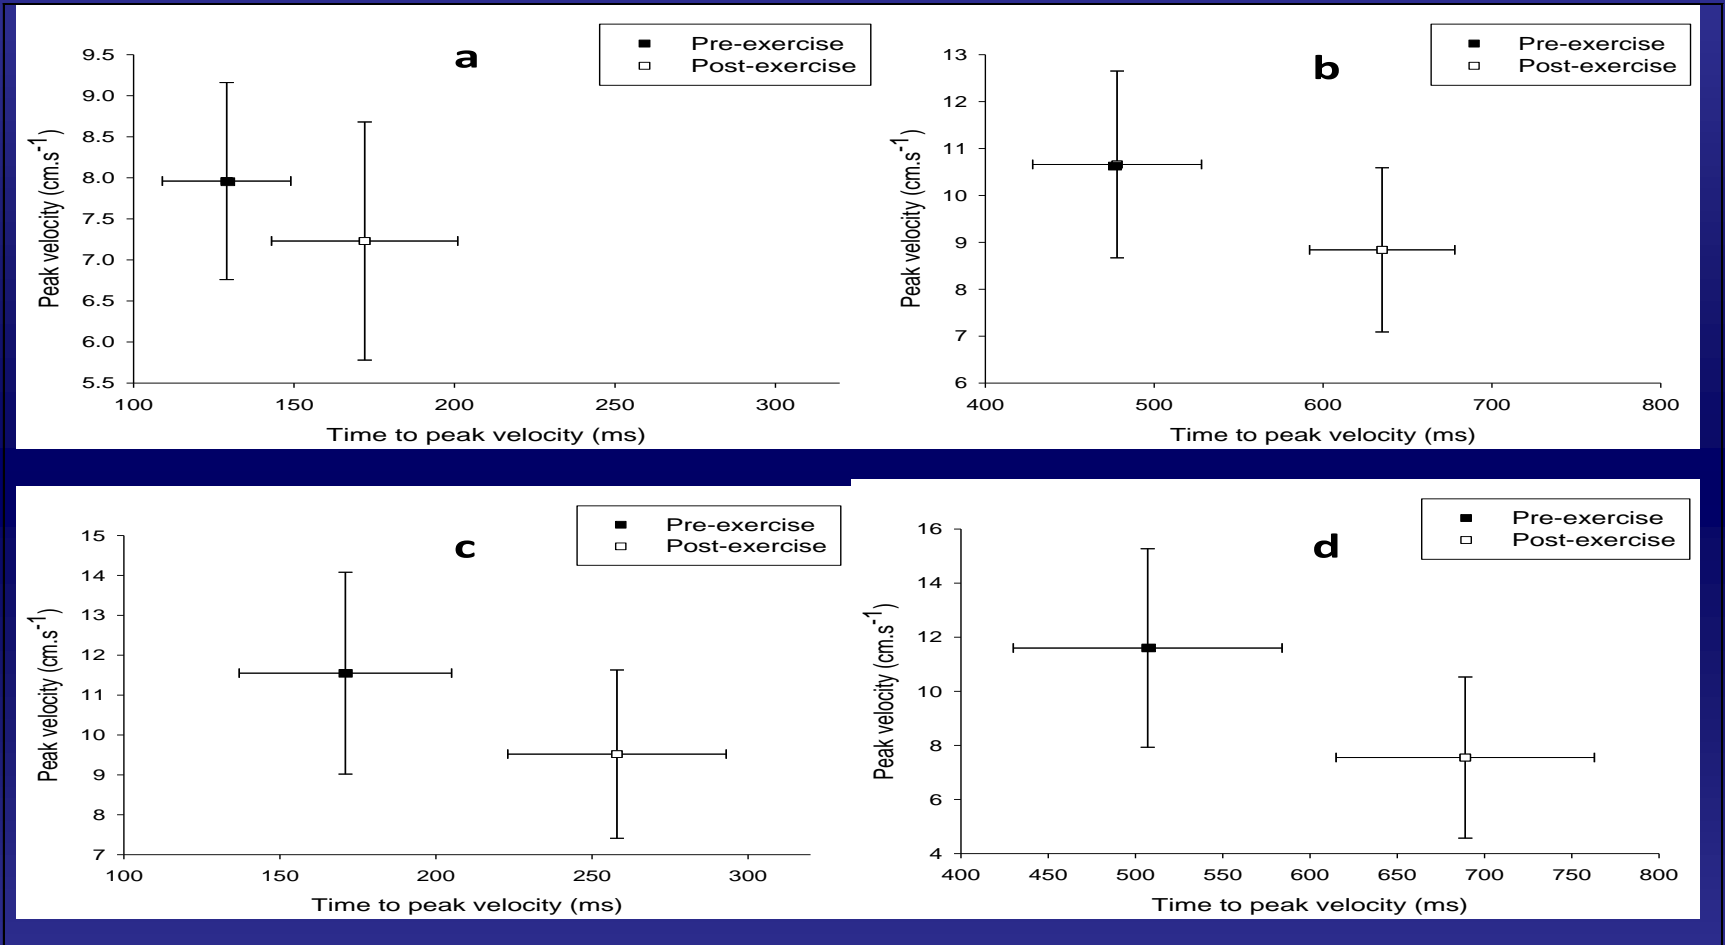 a
Pre-exercise
Post-exercise
9.5
9.0
8.5
8.0
7.5
7.0
6.5
6.0
5.5
Peak velocity (cm.s⁻¹)
100 150 200 250 300
Time to peak velocity (ms)
b
Pre-exercise
Post-exercise
13
12
11
10
9
8
7
6
Peak velocity (cm.s⁻¹)
400 500 600 700 800
Time to peak velocity (ms)
c
Pre-exercise
Post-exercise
15
14
13
12
11
10
9
8
7
Peak velocity (cm.s⁻¹)
100 150 200 250 300
Time to peak velocity (ms)
d
Pre-exercise
Post-exercise
16
14
12
10
8
6
4
Peak velocity (cm.s⁻¹)
400 450 500 550 600 650 700 750 800
Time to peak velocity (ms)